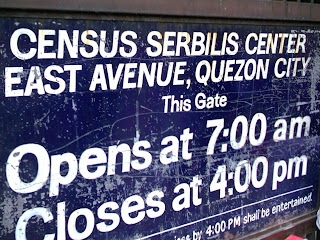 CENSUS SERBILIS CENTER
EAST AVENUE, QUEZON CITY
This Gate
Opens at 7:00 am
Closes at 4:00 pm
by 4:00 PM shall be entertained.